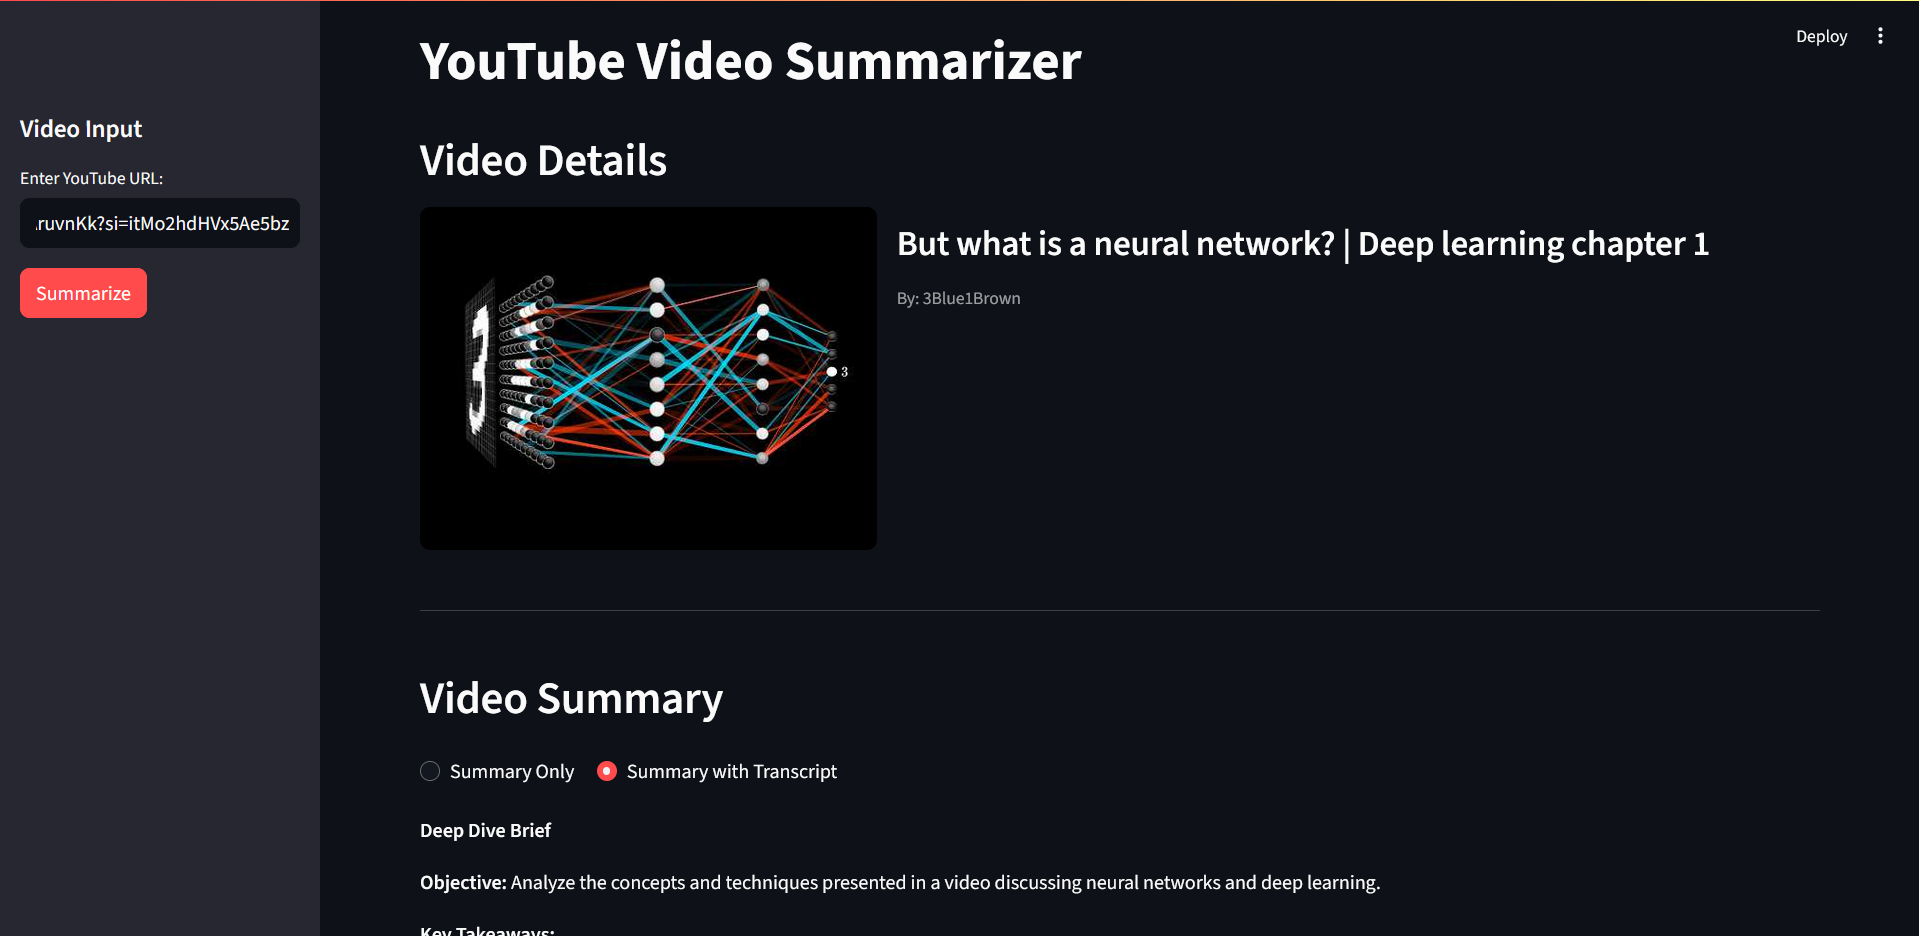 Deploy
YouTube Video Summarizer
Video Input
Enter YouTube URL:
ruvnKk?si=itMo2hdHVx5Ae5bz
Summarize
Video Details
3
But what is a neural network? | Deep learning chapter 1
By: 3Blue1Brown
Video Summary
Summary Only
Summary with Transcript
Deep Dive Brief
Objective: Analyze the concepts and techniques presented in a video discussing neural networks and deep learning.
Key Takeaways: